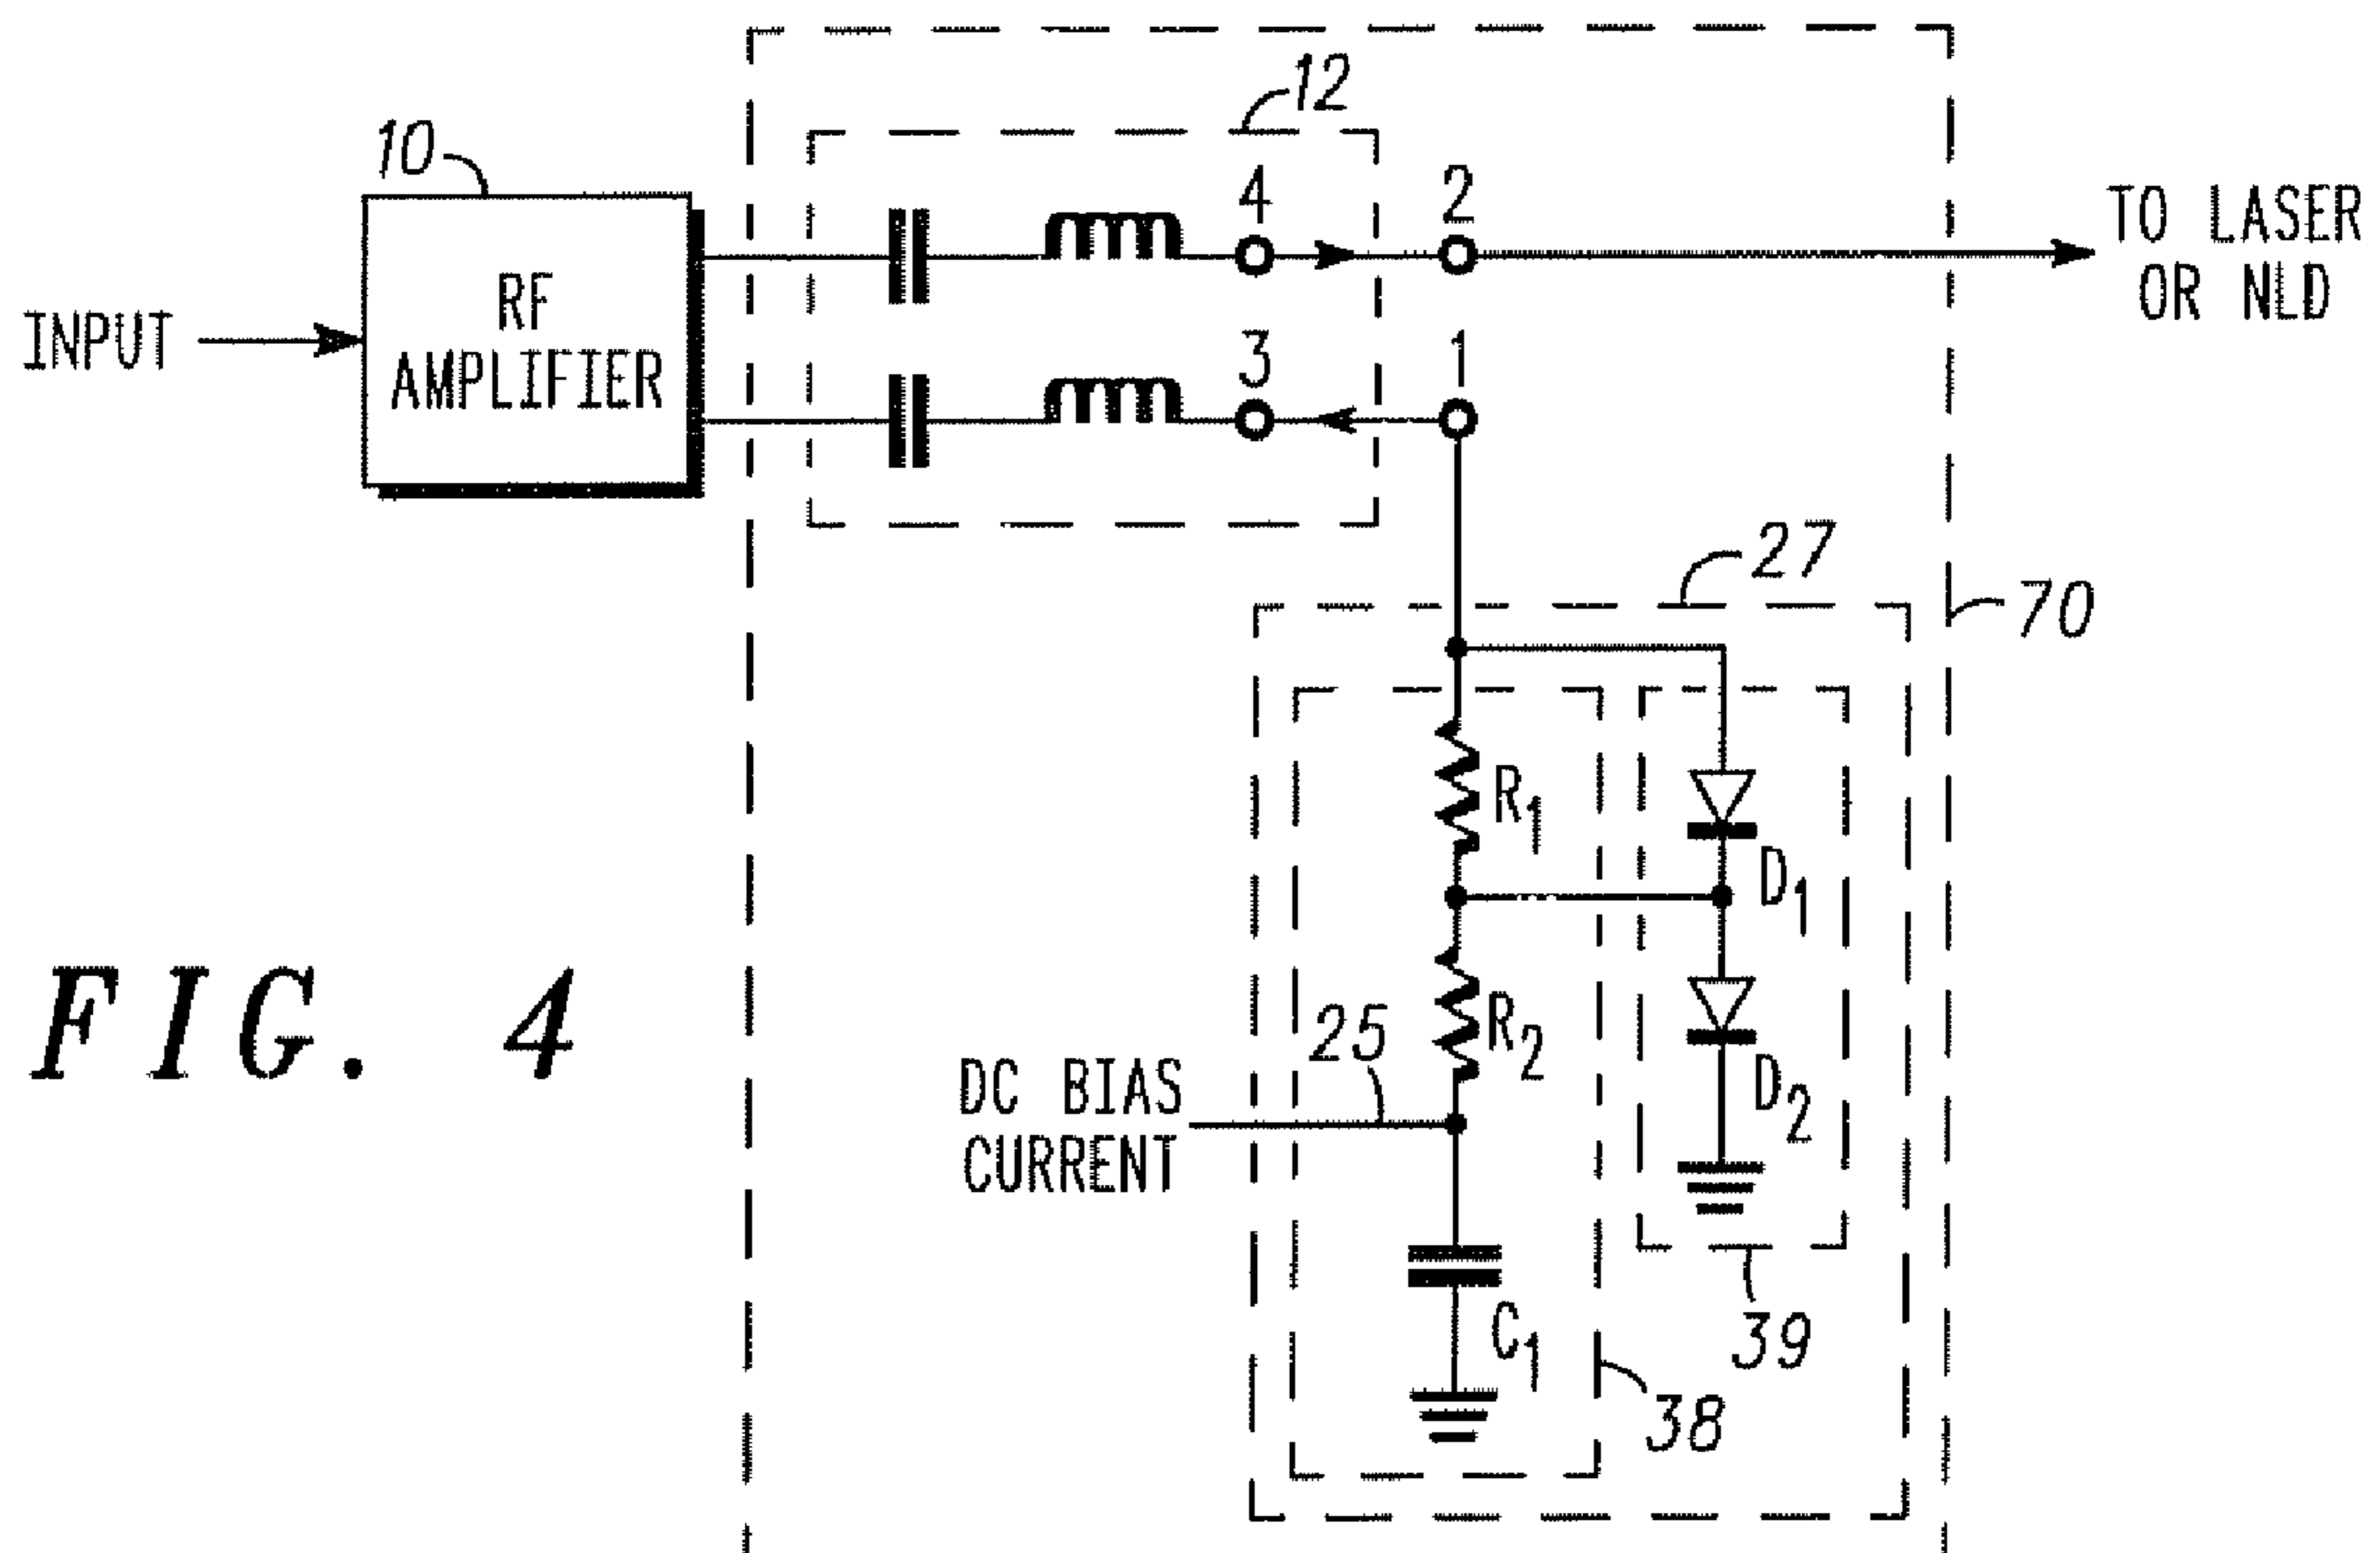 12
10
4
2
TO LASER
OR NLD
RF
AMPLIFIER
INPUT
3
1
27
70
R1
D1
FIG. 4
25
R2
D2
DC BIAS
CURRENT
C1
39
38